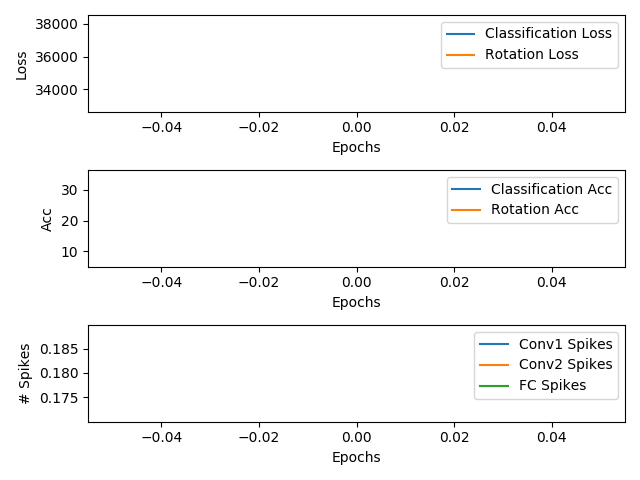 38000
36000
34000
Loss
Classification Loss
Rotation Loss
−0.04 −0.02 0.00 0.02 0.04
Epochs
30
20
10
Acc
Classification Acc
Rotation Acc
−0.04 −0.02 0.00 0.02 0.04
Epochs
0.185
0.180
0.175
# Spikes
Conv1 Spikes
Conv2 Spikes
FC Spikes
−0.04 −0.02 0.00 0.02 0.04
Epochs